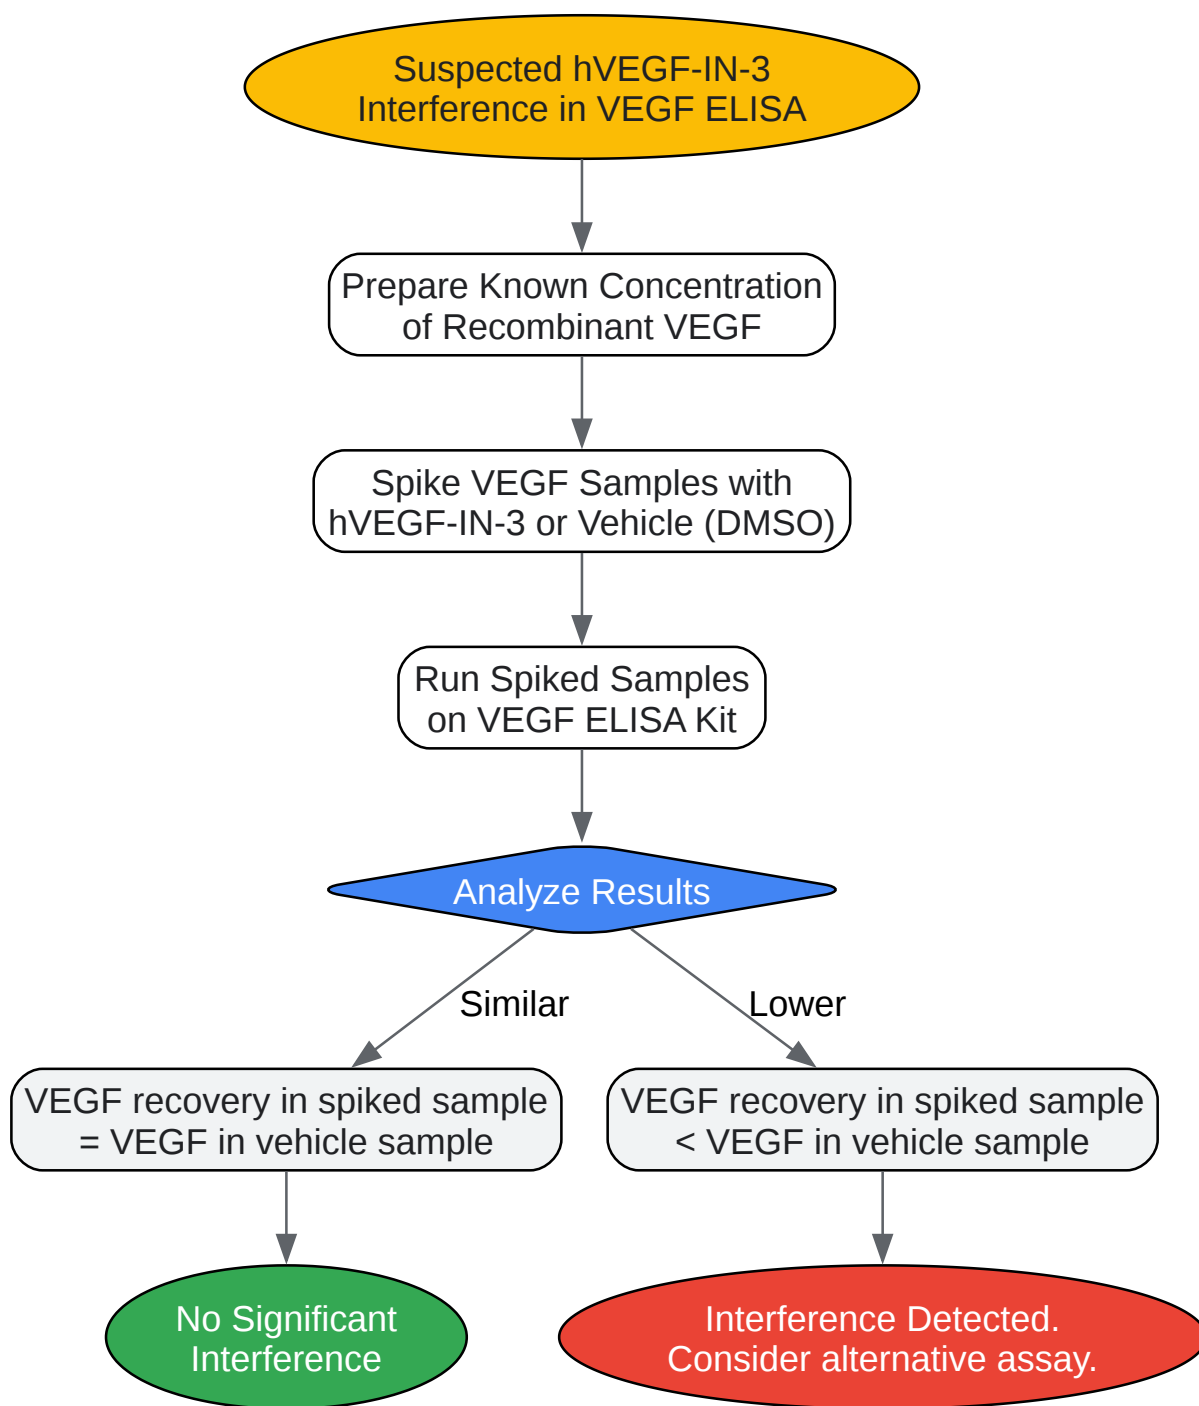 Suspected hVEGF-IN-3
Interference in VEGF ELISA
Prepare Known Concentration
of Recombinant VEGF
Spike VEGF Samples with
hVEGF-IN-3 or Vehicle (DMSO)
Run Spiked Samples
on VEGF ELISA Kit
Analyze Results
Similar
Lower
VEGF recovery in spiked sample
= VEGF in vehicle sample
VEGF recovery in spiked sample
< VEGF in vehicle sample
No Significant
Interference
Interference Detected.
Consider alternative assay.